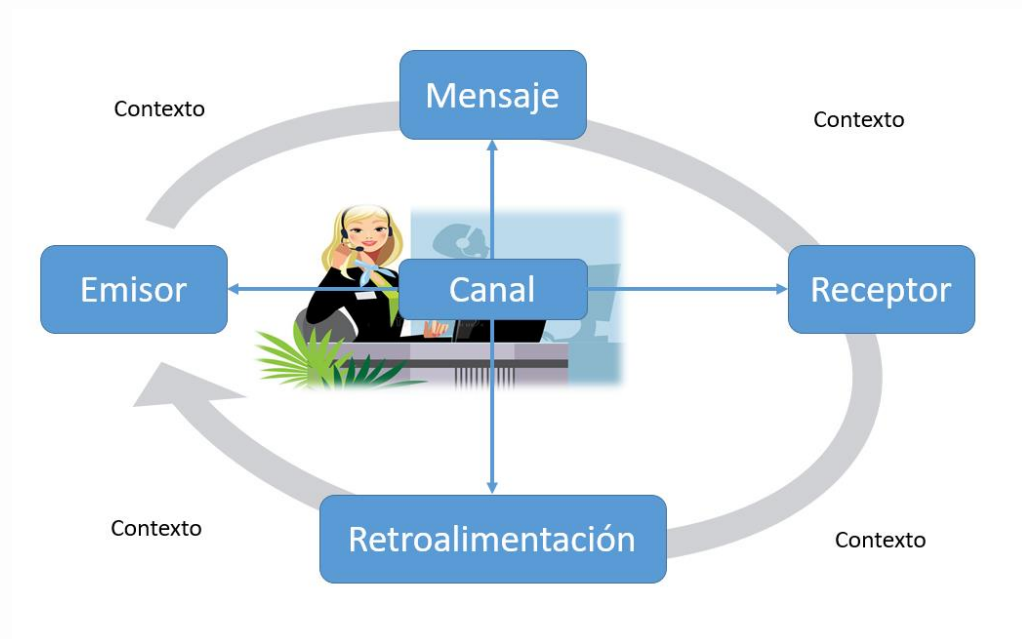 Mensaje
Contexto
Contexto
Emisor
Canal
Receptor
Contexto
Retroalimentación
Contexto